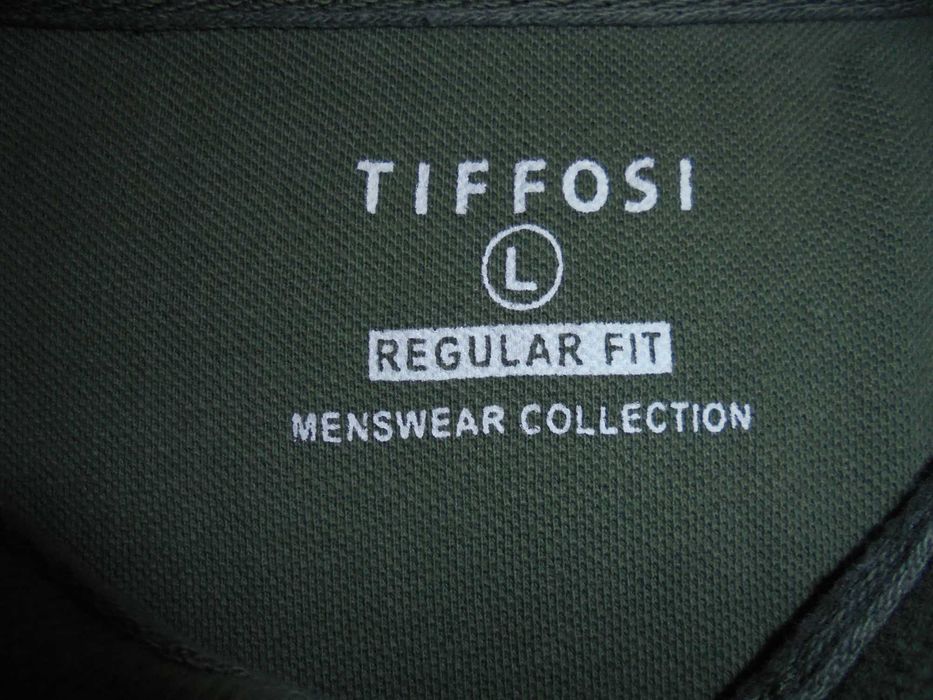 TIFFOSI
L
REGULAR FIT
MENSWEAR COLLECTION